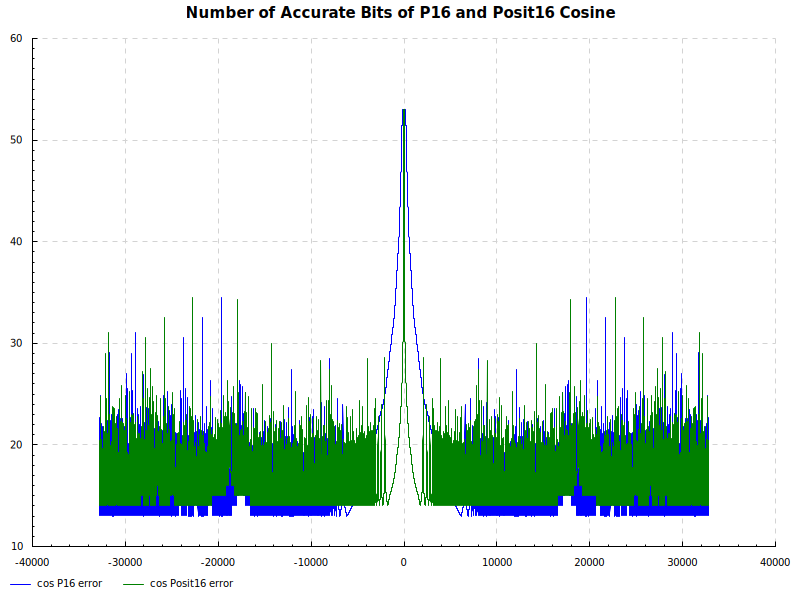 Number of Accurate Bits of P16 and Posit16 Cosine
60
50
40
30
20
10
-40000 -30000 -20000 -10000 0 10000 20000 30000 40000
cos P16 error cos Posit16 error